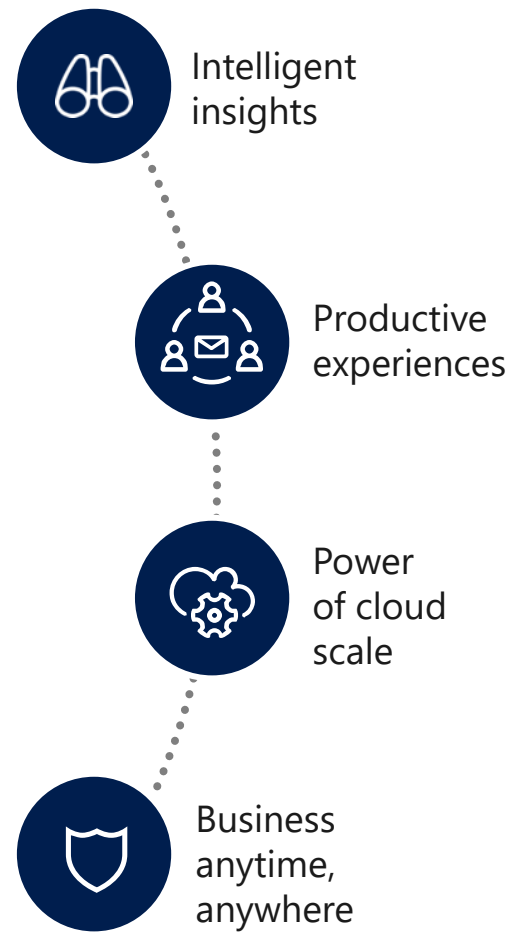 Intelligent
insights
Productive
experiences
Power
of cloud
scale
Business
anytime,
anywhere